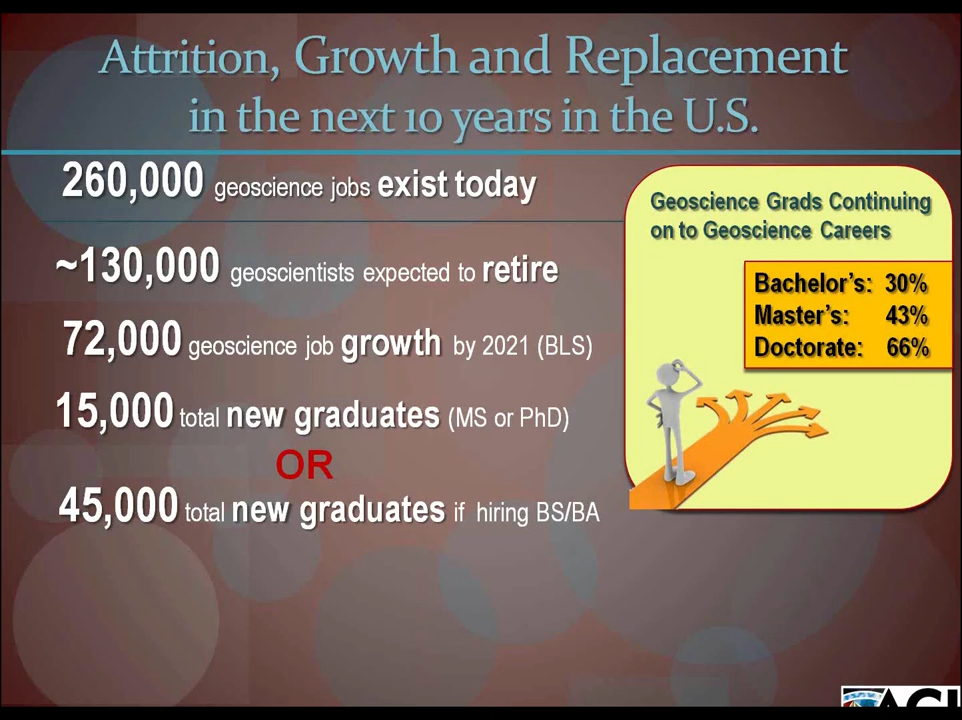 Attrition, Growth and Replacement
in the next 10 years in the U.S.
260,000 geoscience jobs exist today
~130,000 geoscientists expected to retire
72,000 geoscience job growth by 2021 (BLS)
15,000 total new graduates (MS or PhD)
OR
45,000 total new graduates if hiring BS/BA
Geoscience Grads Continuing
on to Geoscience Careers
Bachelor's: 30%
Master's: 43%
Doctorate: 66%